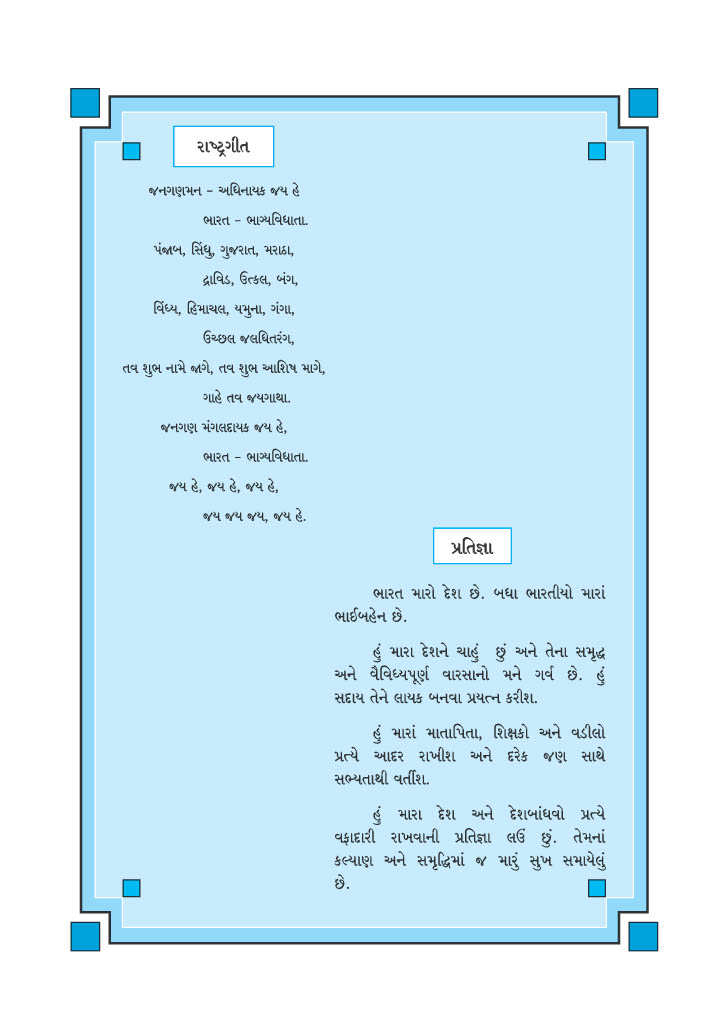 રાષ્ટ્રગીત
જનગણમન – અધિનાયક જય હે
ભારત – ભાગ્યવિધાતા.
પંજાબ, સિંધુ, ગુજરાત, મરાઠા,
દ્રાવિડ, ઉત્કલ, બંગ,
વિંધ્ય, હિમાચલ, યમુના, ગંગા,
ઉચ્છલ જલધિતરંગ,
તવ શુભ નામે જાગે, તવ શુભ આશિષ માગે,
ગાહે તવ જયગાથા.
જનગણ મંગલદાયક જય હે,
ભારત – ભાગ્યવિધાતા.
જય હે, જય હે, જય હે,
જય જય જય, જય હે.
પ્રતિજ્ઞા
ભારત મારો દેશ છે. બધા ભારતીયો મારાં
ભાઈબહેન છે.
હું મારા દેશને ચાહું છું અને તેના સમૃદ્ધ
અને વૈવિધ્યપૂર્ણ વારસાનો મને ગર્વ છે. હું
સદાય તેને લાયક બનવા પ્રયત્ન કરીશ.
હું મારાં માતાપિતા, શિક્ષકો અને વડીલો
પ્રત્યે આદર રાખીશ અને દરેક જણ સાથે
સભ્યતાથી વર્તીશ.
હું મારા દેશ અને દેશબાંધવો પ્રત્યે
વફાદારી રાખવાની પ્રતિજ્ઞા લઉં છું. તેમનાં
કલ્યાણ અને સમૃદ્ધિમાં જ મારું સુખ સમાયેલું
છે.